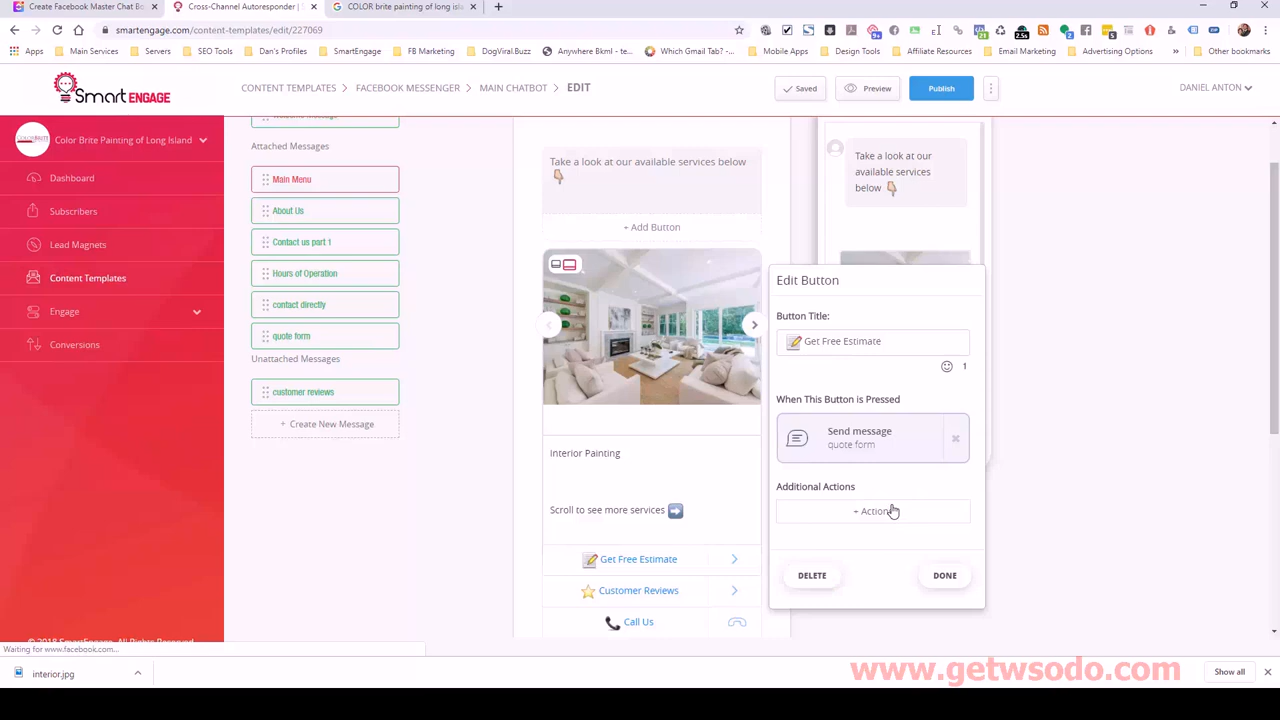 Create Facebook Master Chat Bo
Cross-Channel Autoresponder |
COLOR brite painting of long isla
smartengage.com/content-templates/edit/227069
Apps
Main Services
Servers
SEO Tools
Dan's Profiles
SmartEngage
FB Marketing
DogViral.Buzz
Anywhere Bkml - te...
Which Gmail Tab? -...
Mobile Apps
Design Tools
Affiliate Resources
Email Marketing
Advertising Options
Other bookmarks
SmartENGAGE
CONTENT TEMPLATES
FACEBOOK MESSENGER
MAIN CHATBOT
EDIT
Saved
Preview
Publish
DANIEL ANTON
Color Brite Painting of Long Island
Dashboard
Subscribers
Lead Magnets
Content Templates
Engage
Conversions
© 2018 SmartEngage. All Rights Reserved
Waiting for www.facebook.com...
Attached Messages
Main Menu
About Us
Contact us part 1
Hours of Operation
contact directly
quote form
Unattached Messages
customer reviews
+ Create New Message
Take a look at our available services below
+ Add Button
Interior Painting
Scroll to see more services
Get Free Estimate
Customer Reviews
Call Us
Take a look at our
available services
below
Edit Button
Button Title:
Get Free Estimate
1
When This Button is Pressed
Send message
quote form
Additional Actions
+ Action
DELETE
DONE
interior.jpg
www.getwsodo.com
Show all